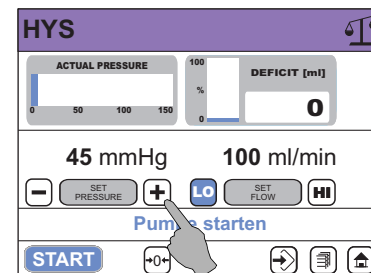 HYS
ACTUAL PRESSURE
0 50 100 150
100
%
0
DEFICIT [ml]
0
45 mmHg
100 ml/min
SET PRESSURE
LO
SET FLOW
HI
starten
START
→0←